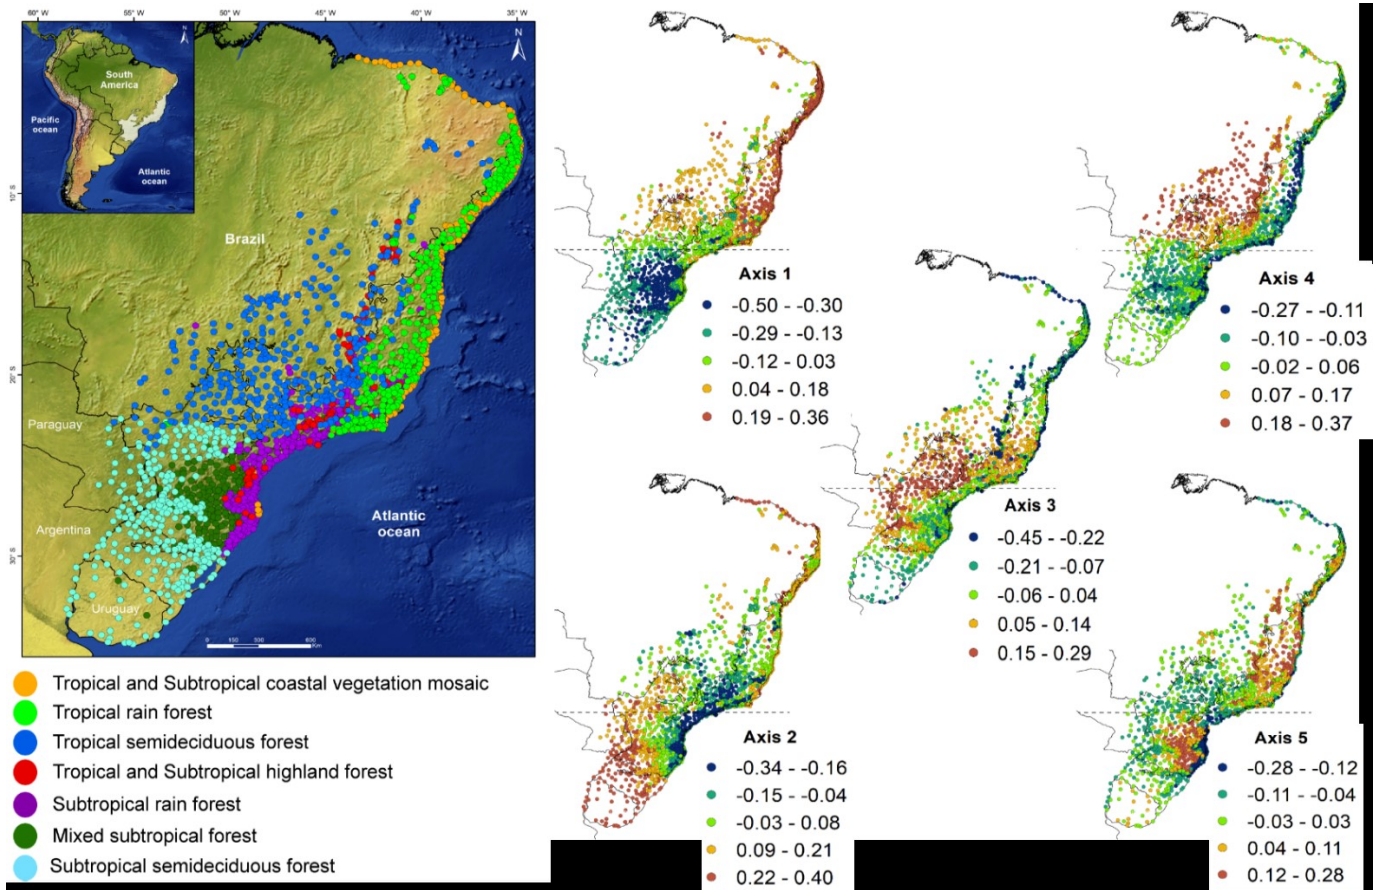 60° W
55° W
50° W
45° W
40° W
35° W
N
N
South
America
Pacific
ocean
Atlantic
ocean
10° S
Brazil
20° S
Paraguay
Argentina
Atlantic
ocean
30° S
Uruguay
0
600
Km
Tropical and Subtropical coastal vegetation mosaic
Tropical rain forest
Tropical semideciduous forest
Tropical and Subtropical highland forest
Subtropical rain forest
Mixed subtropical forest
Subtropical semideciduous forest
Axis 1
-0.50 - -0.30
-0.29 - -0.13
-0.12 - 0.03
0.04 - 0.18
0.19 - 0.36
Axis 4
-0.27 - -0.11
-0.10 - -0.03
-0.02 - 0.06
0.07 - 0.17
0.18 - 0.37
Axis 3
-0.45 - -0.22
-0.21 - -0.07
-0.06 - 0.04
0.05 - 0.14
0.15 - 0.29
Axis 2
-0.34 - -0.16
-0.15 - -0.04
-0.03 - 0.08
0.09 - 0.21
0.22 - 0.40
Axis 5
-0.28 - -0.12
-0.11 - -0.04
-0.03 - 0.03
0.04 - 0.11
0.12 - 0.28